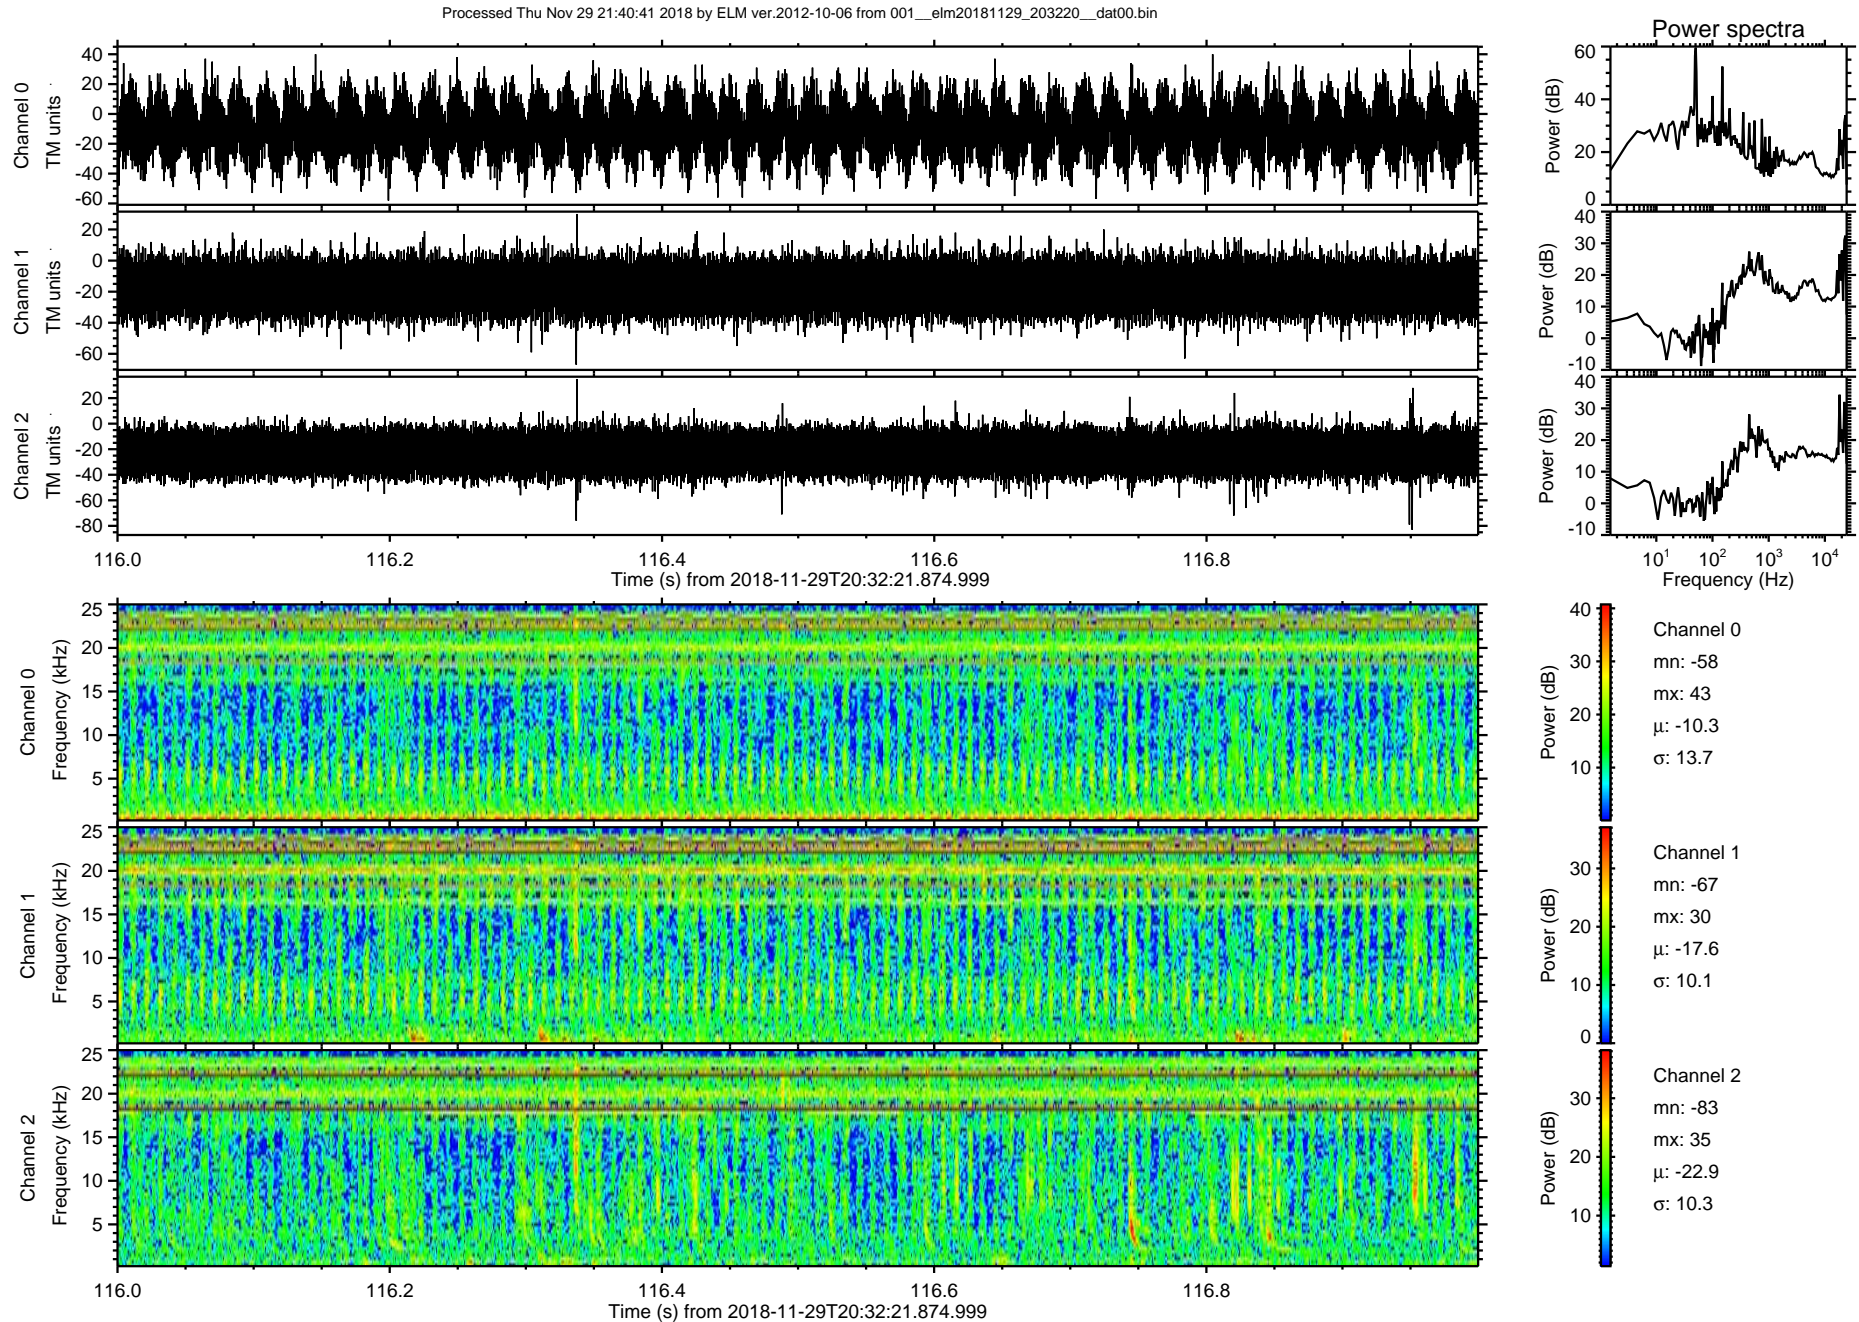 Processed Thu Nov 29 21:40:41 2018 by ELM ver.2012-10-06 from 001__elm20181129_203220__dat00.bin
Power spectra
Channel 0
TM units
40
20
0
-20
-40
-60
Power (dB)
60
40
20
0
Channel 1
TM units
20
0
-20
-40
-60
Power (dB)
40
30
20
10
0
-10
Channel 2
TM units
20
0
-20
-40
-60
-80
Power (dB)
40
30
20
10
0
-10
116.0 116.2 116.4 116.6 116.8
Time (s) from 2018-11-29T20:32:21.874.999
10^1 10^2 10^3 10^4
Frequency (Hz)
Channel 0
Frequency (kHz)
25
20
15
10
5
Power (dB)
40
30
20
10
Channel 0
mn: -58
mx: 43
μ: -10.3
σ: 13.7
Channel 1
Frequency (kHz)
25
20
15
10
5
Power (dB)
30
20
10
0
Channel 1
mn: -67
mx: 30
μ: -17.6
σ: 10.1
Channel 2
Frequency (kHz)
25
20
15
10
5
Power (dB)
30
20
10
Channel 2
mn: -83
mx: 35
μ: -22.9
σ: 10.3
116.0 116.2 116.4 116.6 116.8
Time (s) from 2018-11-29T20:32:21.874.999